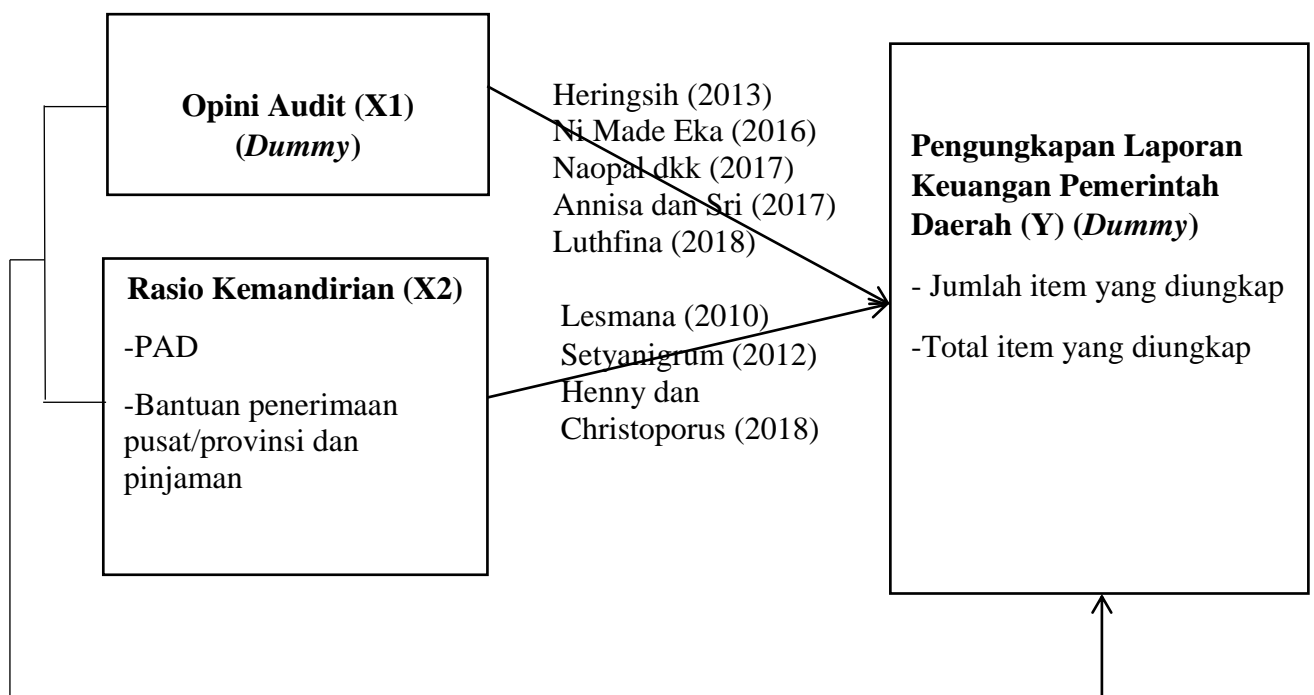 Opini Audit (X1)
(Dummy)
Rasio Kemandirian (X2)
-PAD
-Bantuan penerimaan
pusat/provinsi dan
pinjaman
Heringsih (2013)
Ni Made Eka (2016)
Naopal dkk (2017)
Annisa dan Sri (2017)
Luthfina (2018)
Lesmana (2010)
Setyanigrum (2012)
Henny dan
Christoporus (2018)
Pengungkapan Laporan
Keuangan Pemerintah
Daerah (Y) (Dummy)
- Jumlah item yang diungkap
-Total item yang diungkap